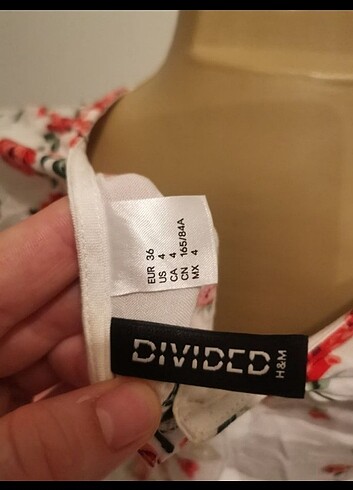 EUR 36
US 4
CA 4
CN 165/84A
MX 4
DIVIDED
H&M